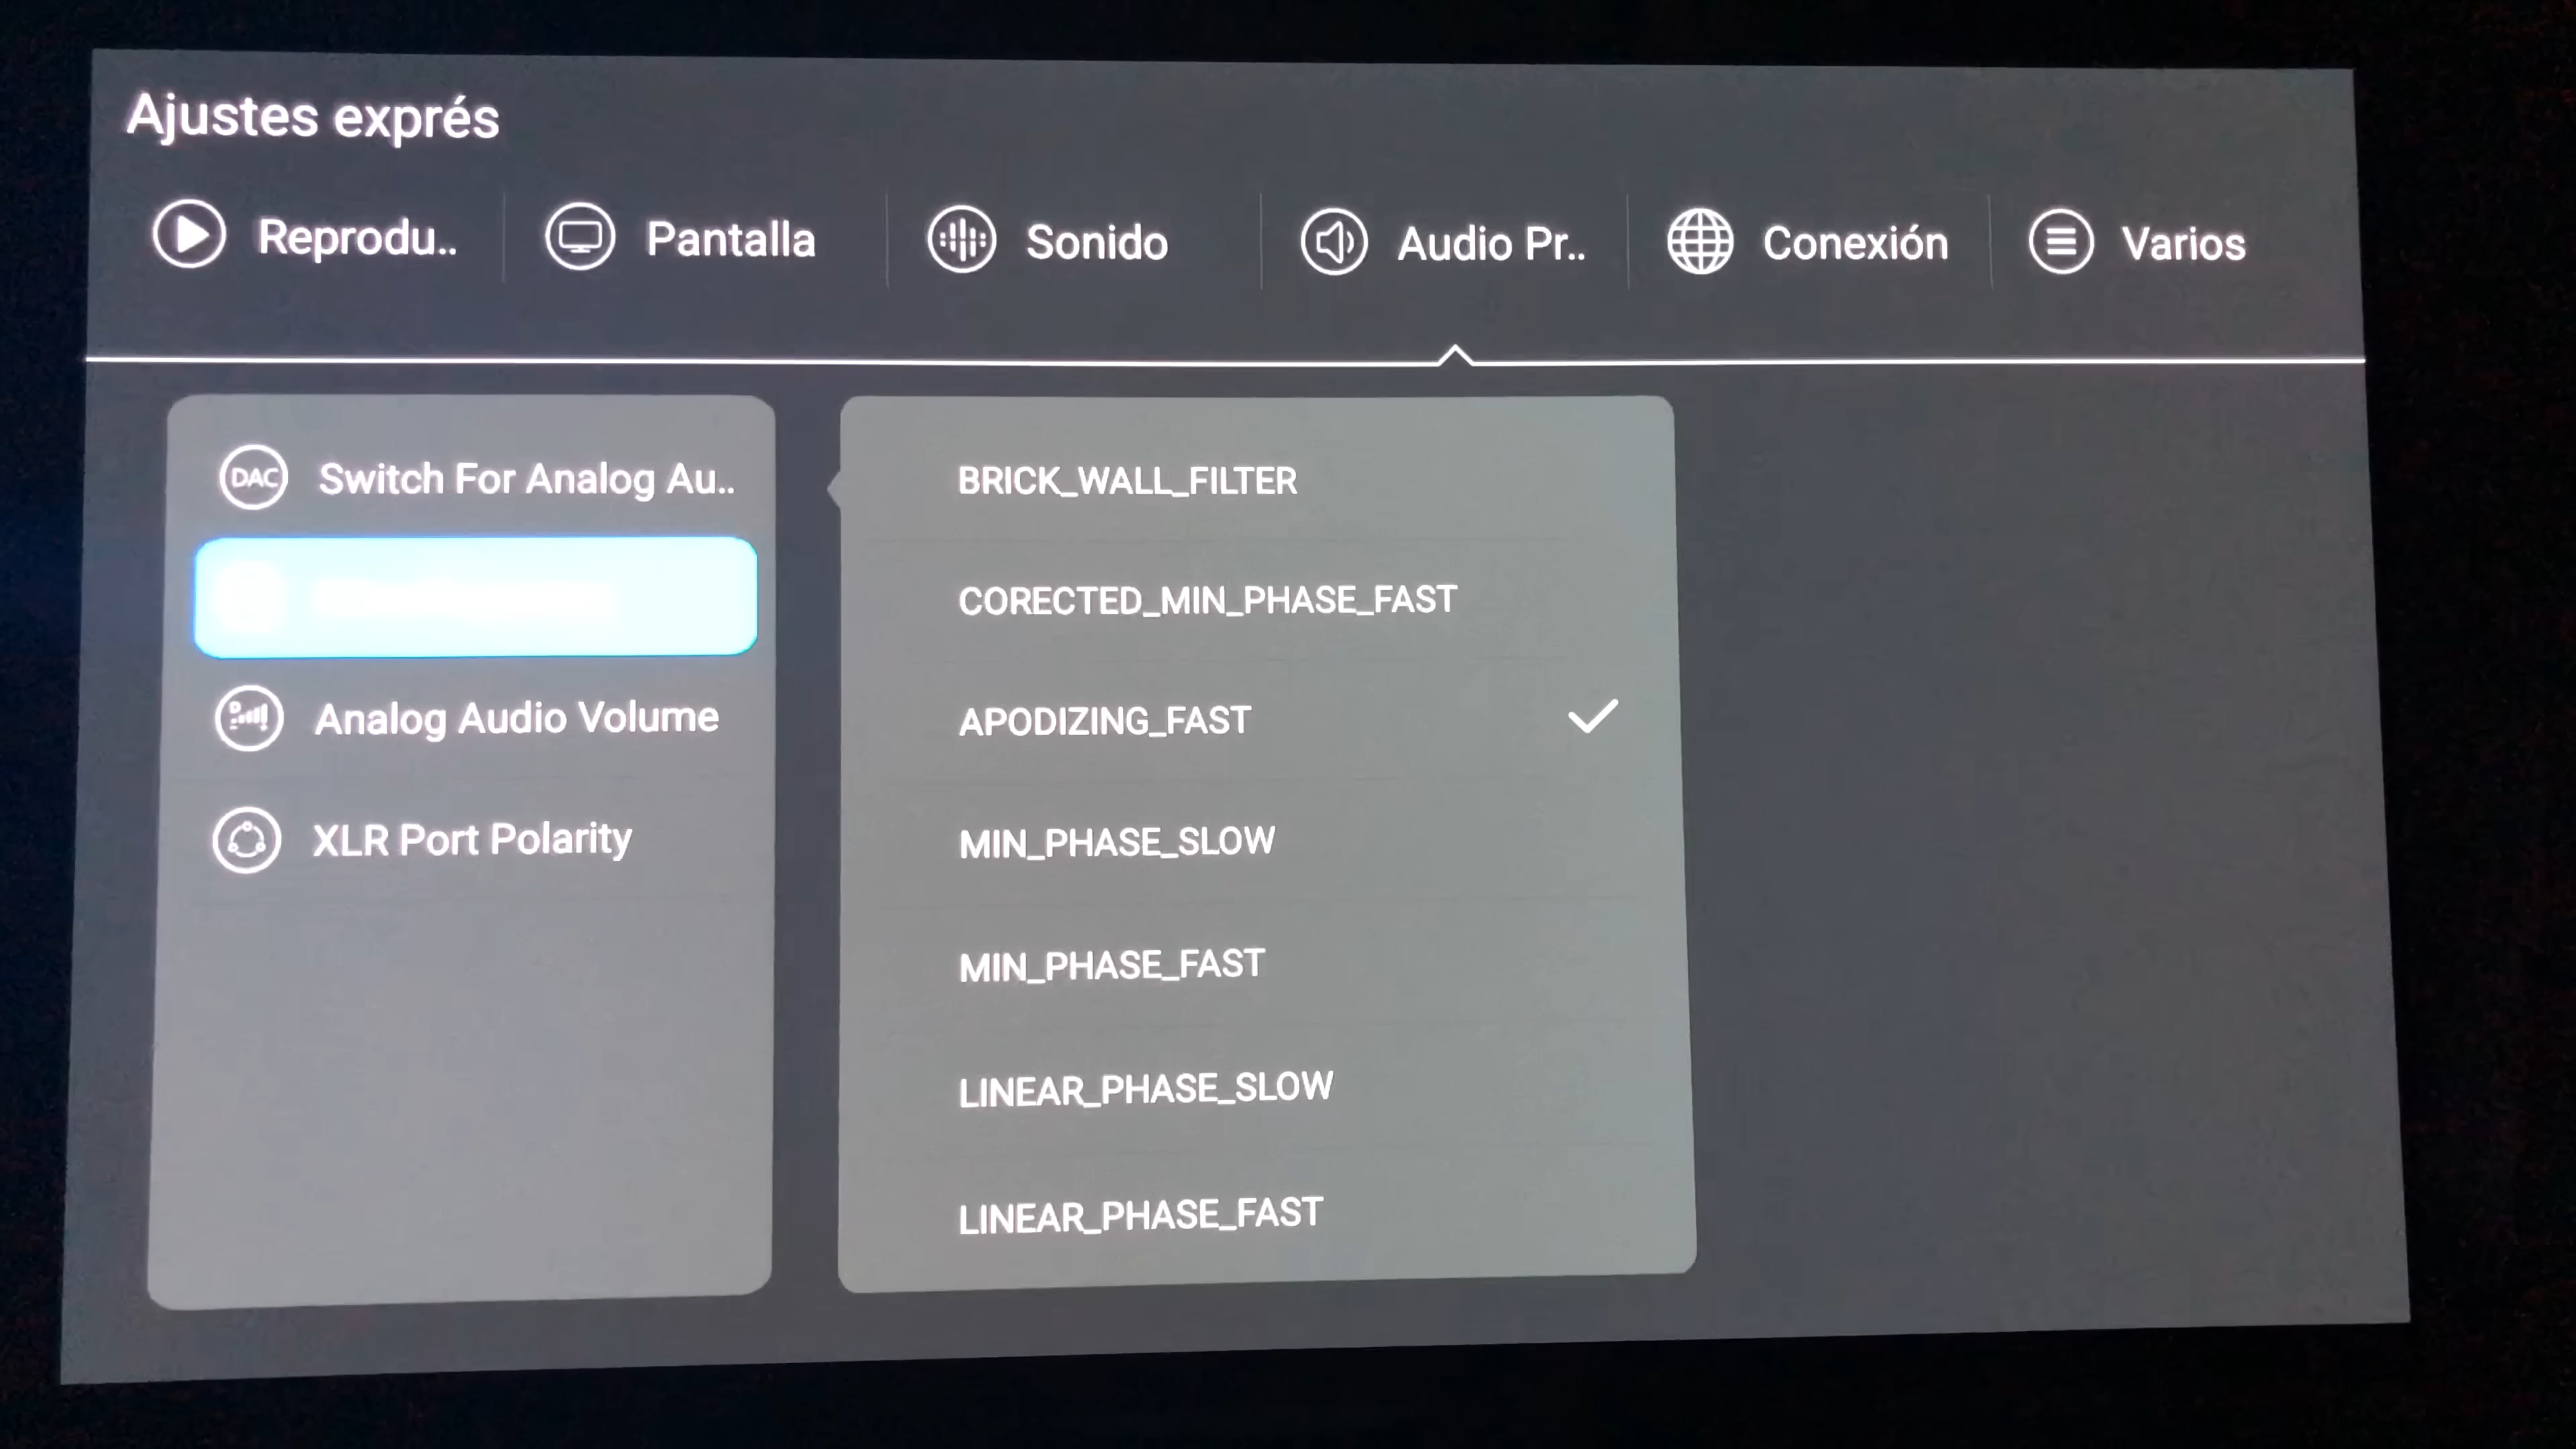 Ajustes exprés
Reprodu..
Pantalla
Sonido
Audio Pr..
Conexión
Varios
DAC
Switch For Analog Au..
Analog Audio Volume
XLR Port Polarity
BRICK_WALL_FILTER
CORECTED_MIN_PHASE_FAST
APODIZING_FAST
MIN_PHASE_SLOW
MIN_PHASE_FAST
LINEAR_PHASE_SLOW
LINEAR_PHASE_FAST